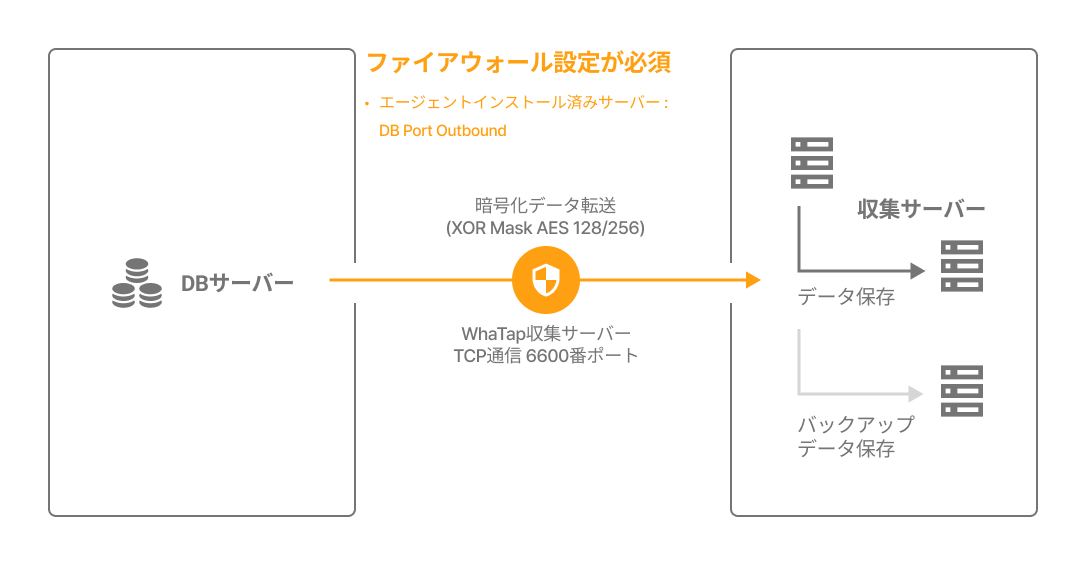 ファイアウォール設定が必須
• エージェントインストール済みサーバー :
DB Port Outbound
暗号化データ転送
(XOR Mask AES 128/256)
DBサーバー
WhaTap収集サーバー
TCP通信 6600番ポート
収集サーバー
データ保存
バックアップ
データ保存